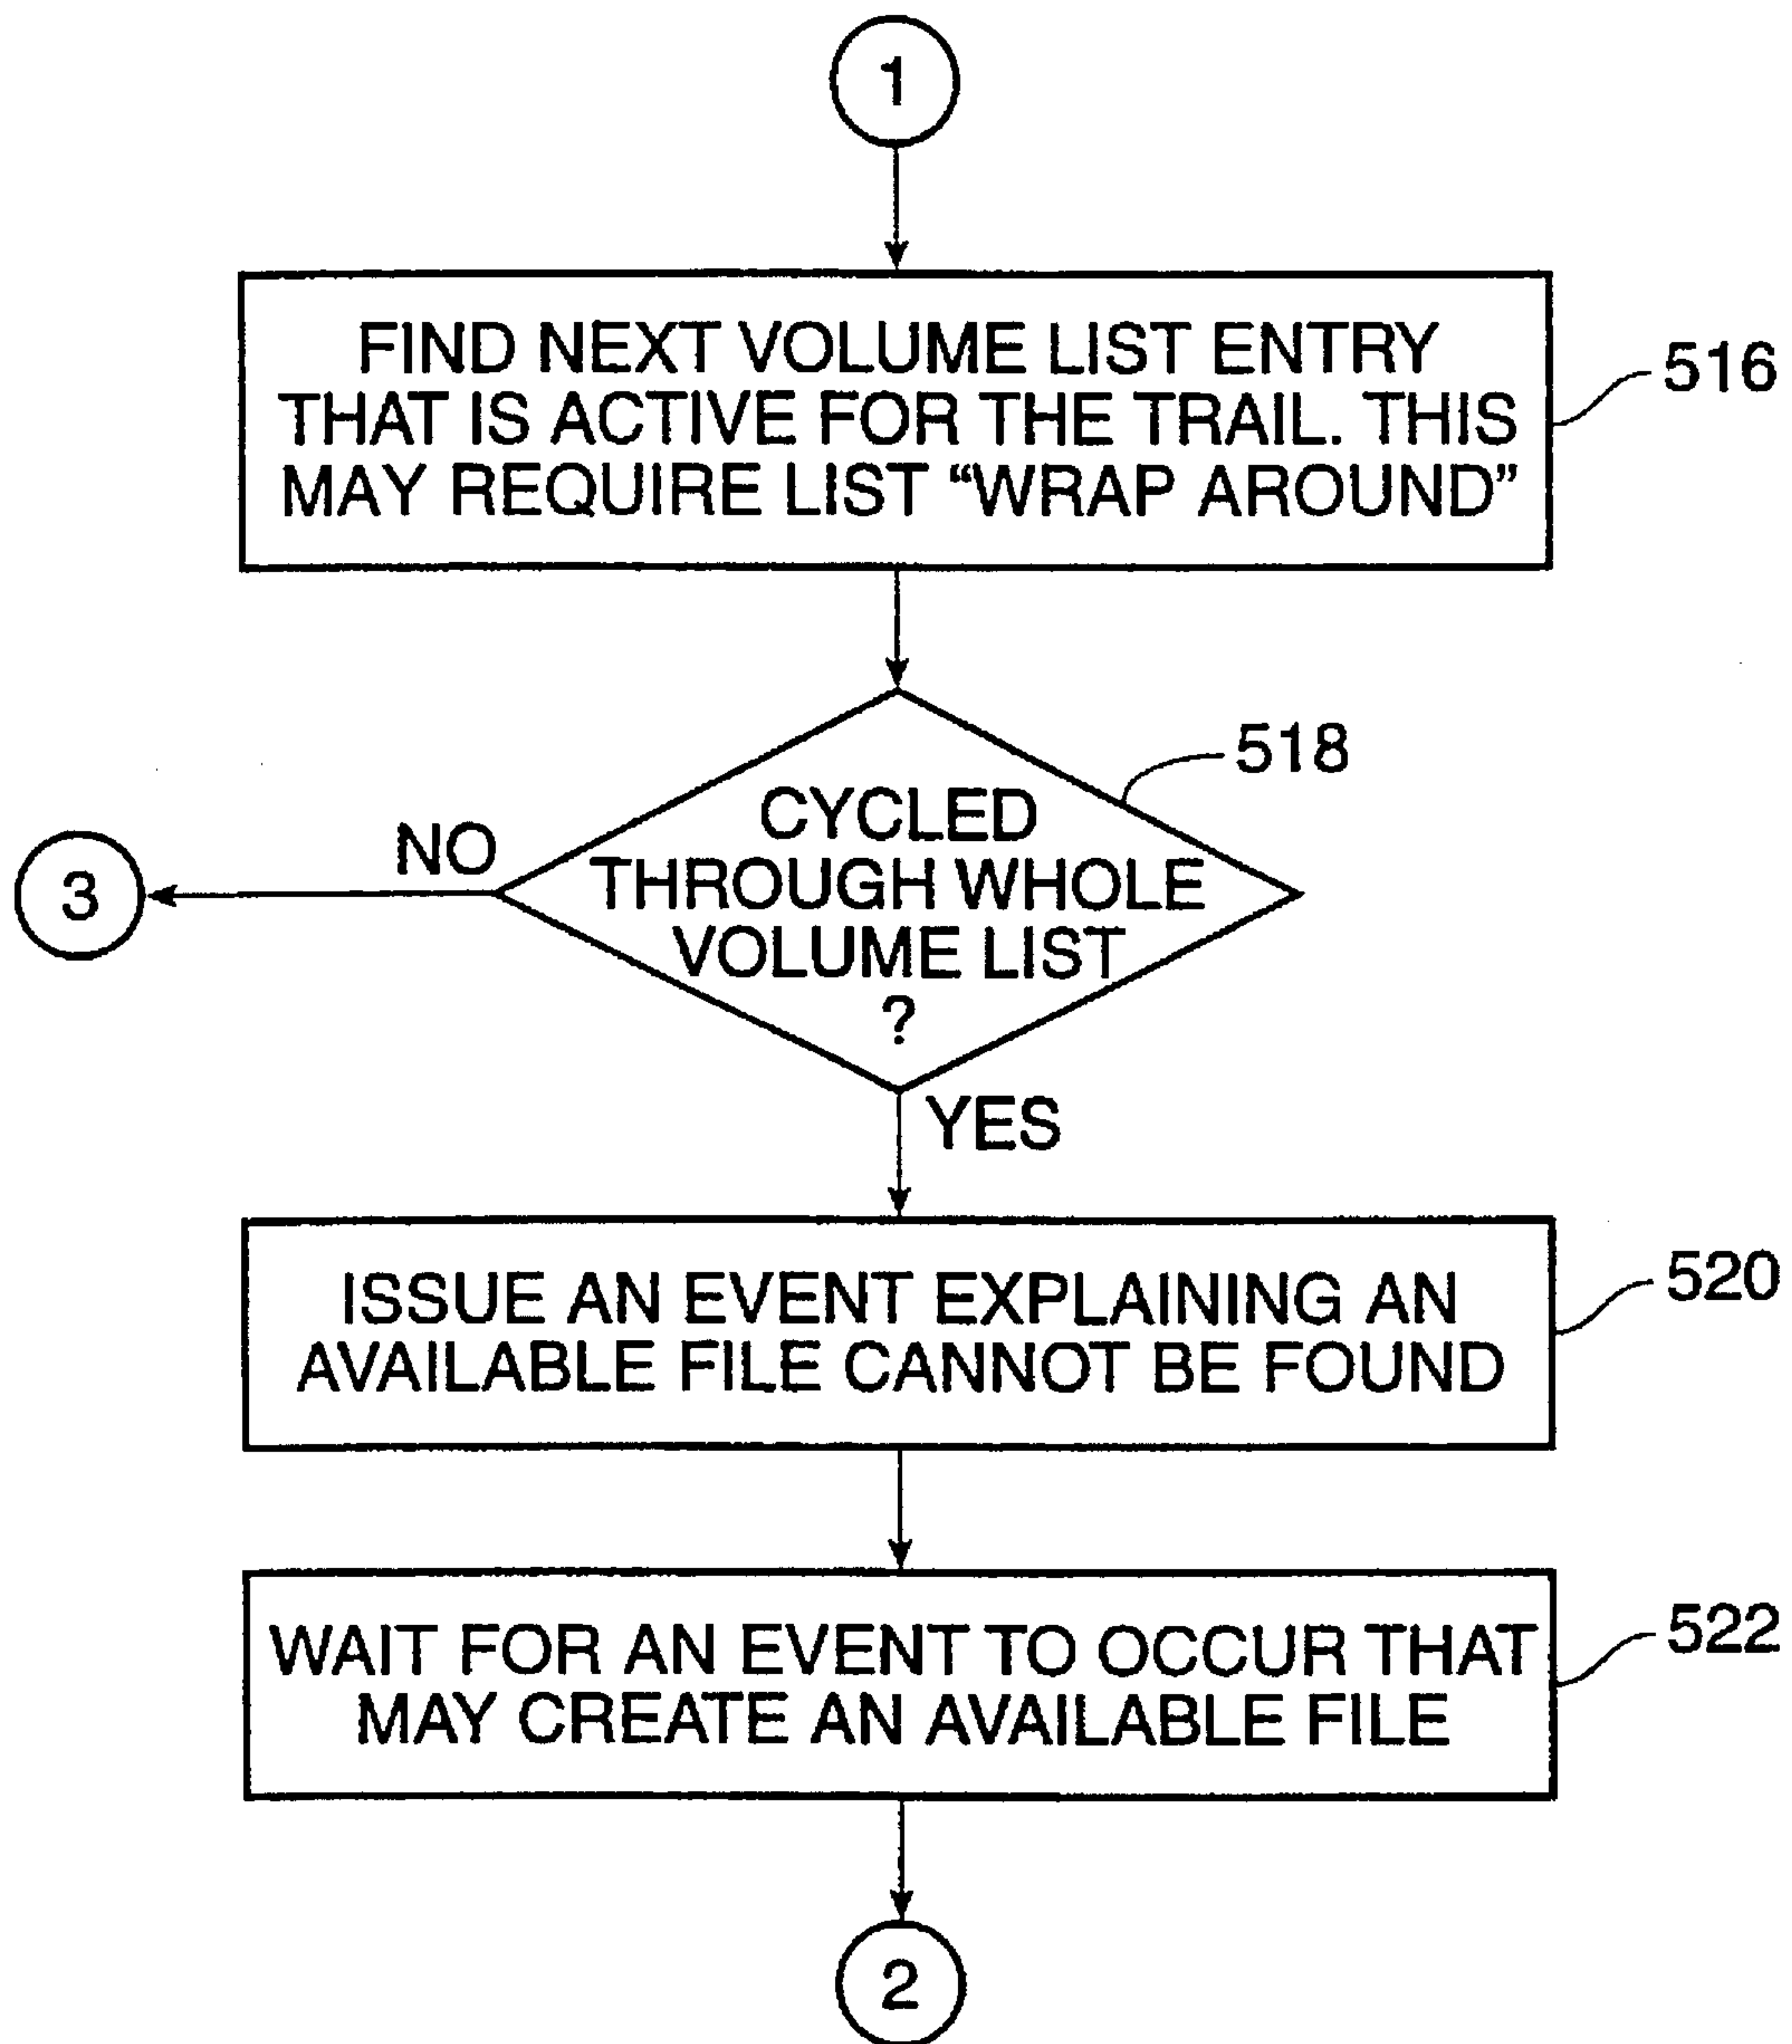 1
FIND NEXT VOLUME LIST ENTRY
THAT IS ACTIVE FOR THE TRAIL. THIS
MAY REQUIRE LIST “WRAP AROUND”
516
518
CYCLED
THROUGH WHOLE
VOLUME LIST
?
NO
3
YES
ISSUE AN EVENT EXPLAINING AN
AVAILABLE FILE CANNOT BE FOUND
520
WAIT FOR AN EVENT TO OCCUR THAT
MAY CREATE AN AVAILABLE FILE
522
2